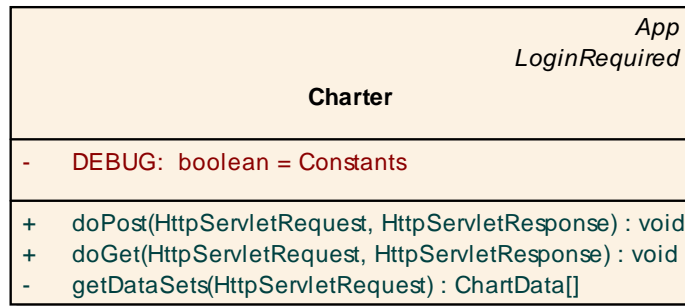 App
LoginRequired
Charter
- DEBUG: boolean = Constants
+ doPost(HttpServletRequest, HttpServletResponse) : void
+ doGet(HttpServletRequest, HttpServletResponse) : void
- getDataSets(HttpServletRequest) : ChartData[]